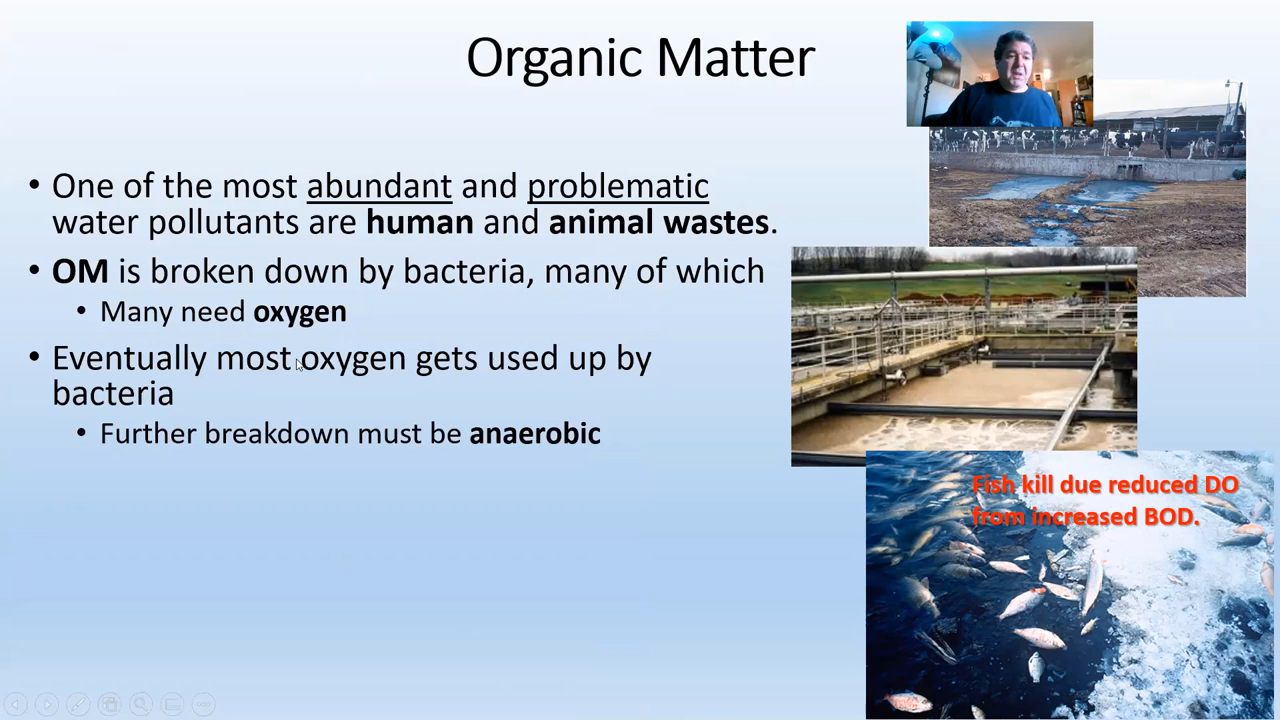 Organic Matter
• One of the most abundant and problematic
water pollutants are human and animal wastes.
• OM is broken down by bacteria, many of which
• Many need oxygen
• Eventually most oxygen gets used up by
bacteria
• Further breakdown must be anaerobic
Fish kill due reduced DO
from increased BOD.